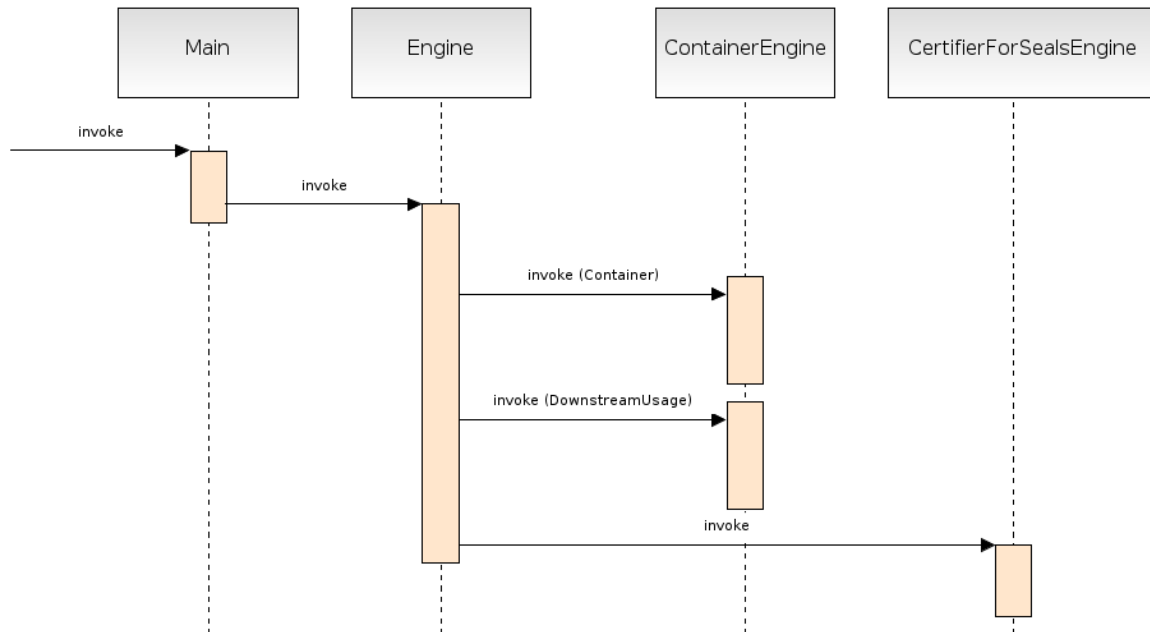 Main
Engine
ContainerEngine
CertifierForSealsEngine
invoke
invoke
invoke (Container)
invoke (DownstreamUsage)
invoke